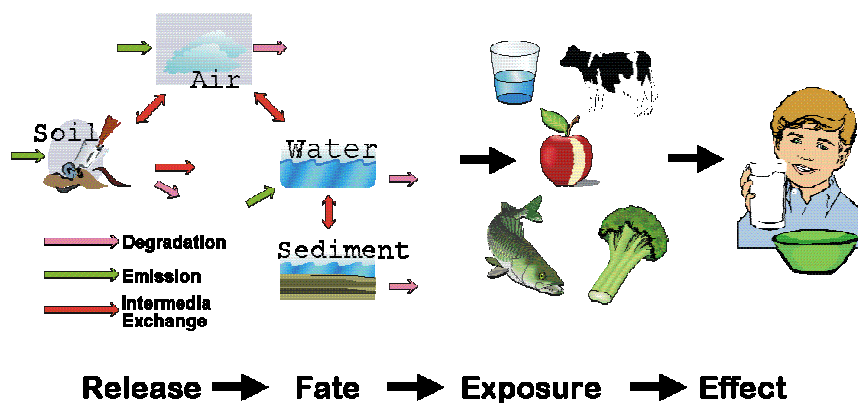 Air
Soil
Water
Sediment
Degradation
Emission
Intermedia
Exchange
Release Fate Exposure Effect